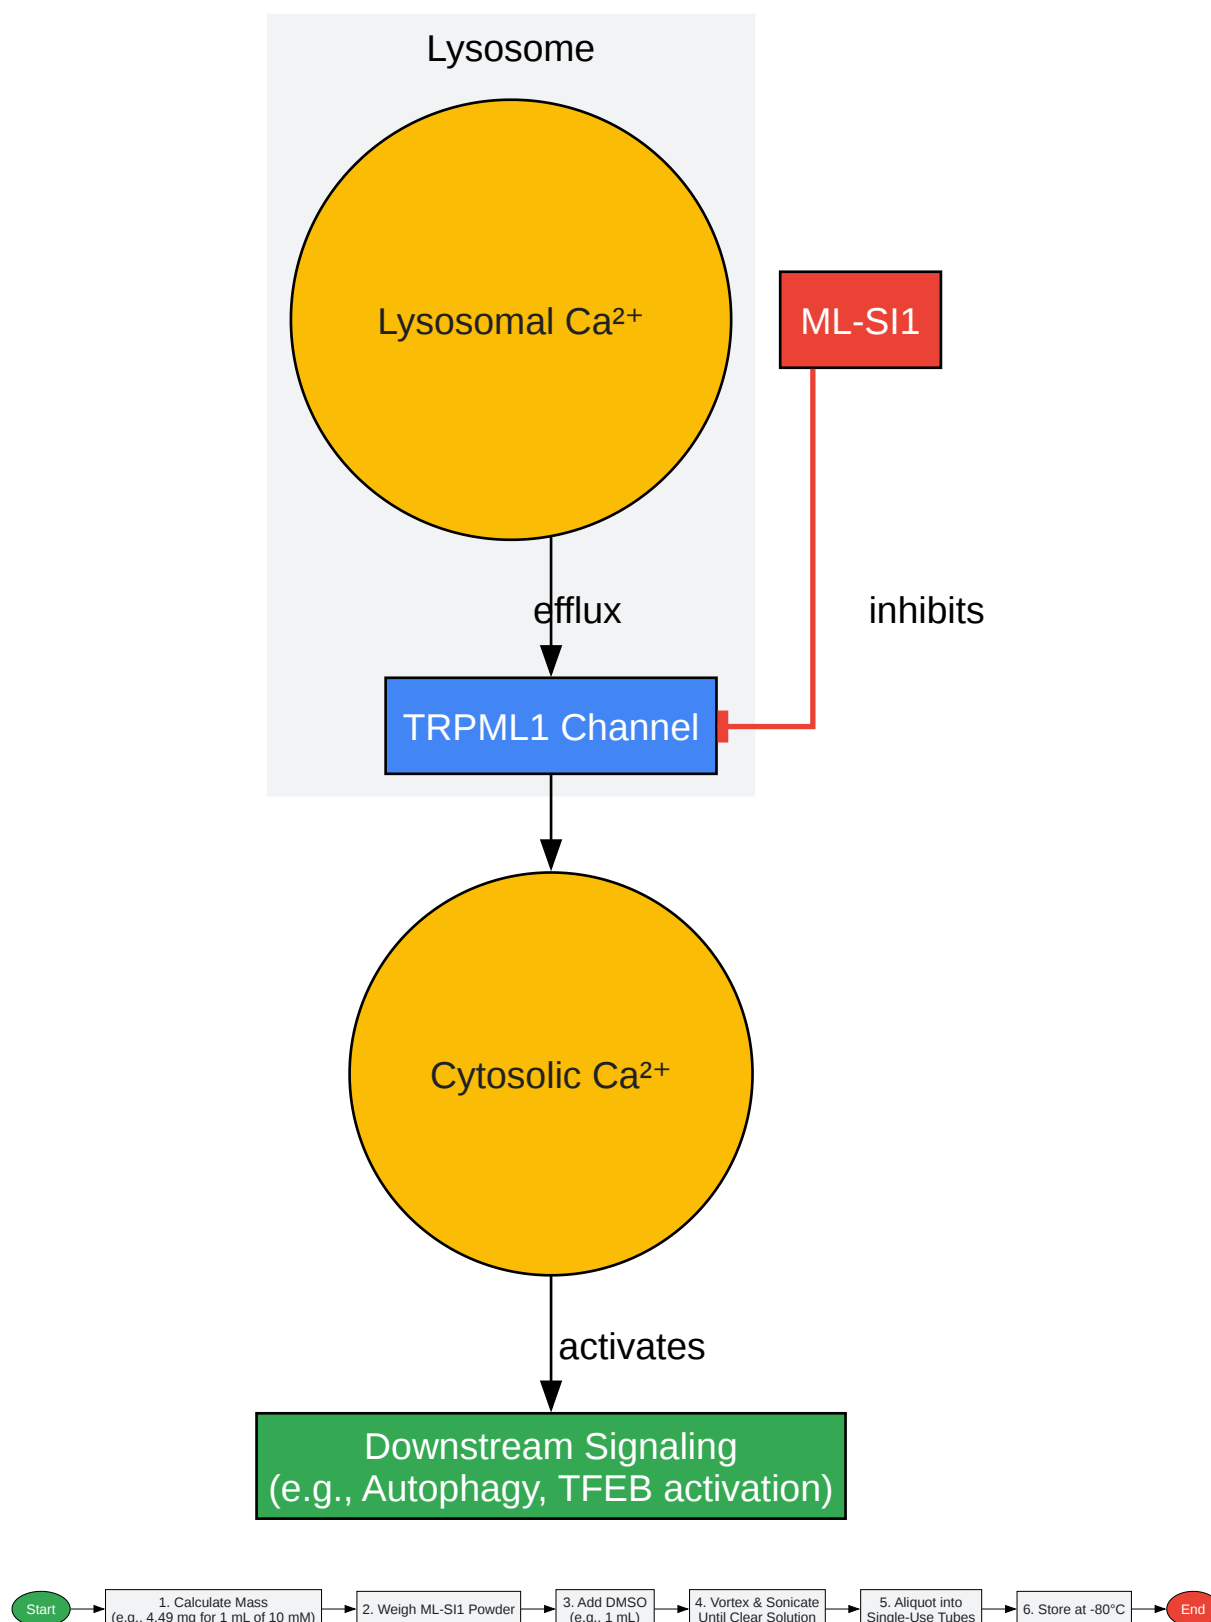 Lysosome
Lysosomal Ca²⁺
ML-SI1
efflux
inhibits
TRPML1 Channel
Cytosolic Ca²⁺
activates
Downstream Signaling
(e.g., Autophagy, TFEB activation)
Start
1. Calculate Mass
(e.g., 4.49 mg for 1 mL of 10 mM)
2. Weigh ML-SI1 Powder
3. Add DMSO
(e.g., 1 mL)
4. Vortex & Sonicate
Until Clear Solution
5. Aliquot into
Single-Use Tubes
6. Store at -80°C
End